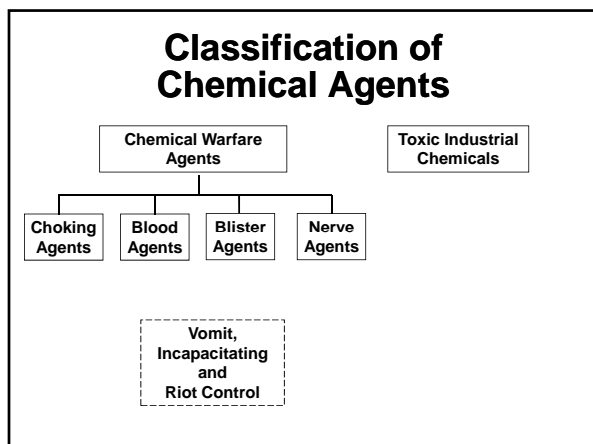 Classification of
Chemical Agents
Chemical Warfare
Agents
Toxic Industrial
Chemicals
Choking
Agents
Blood
Agents
Blister
Agents
Nerve
Agents
Vomit,
Incapacitating
and
Riot Control